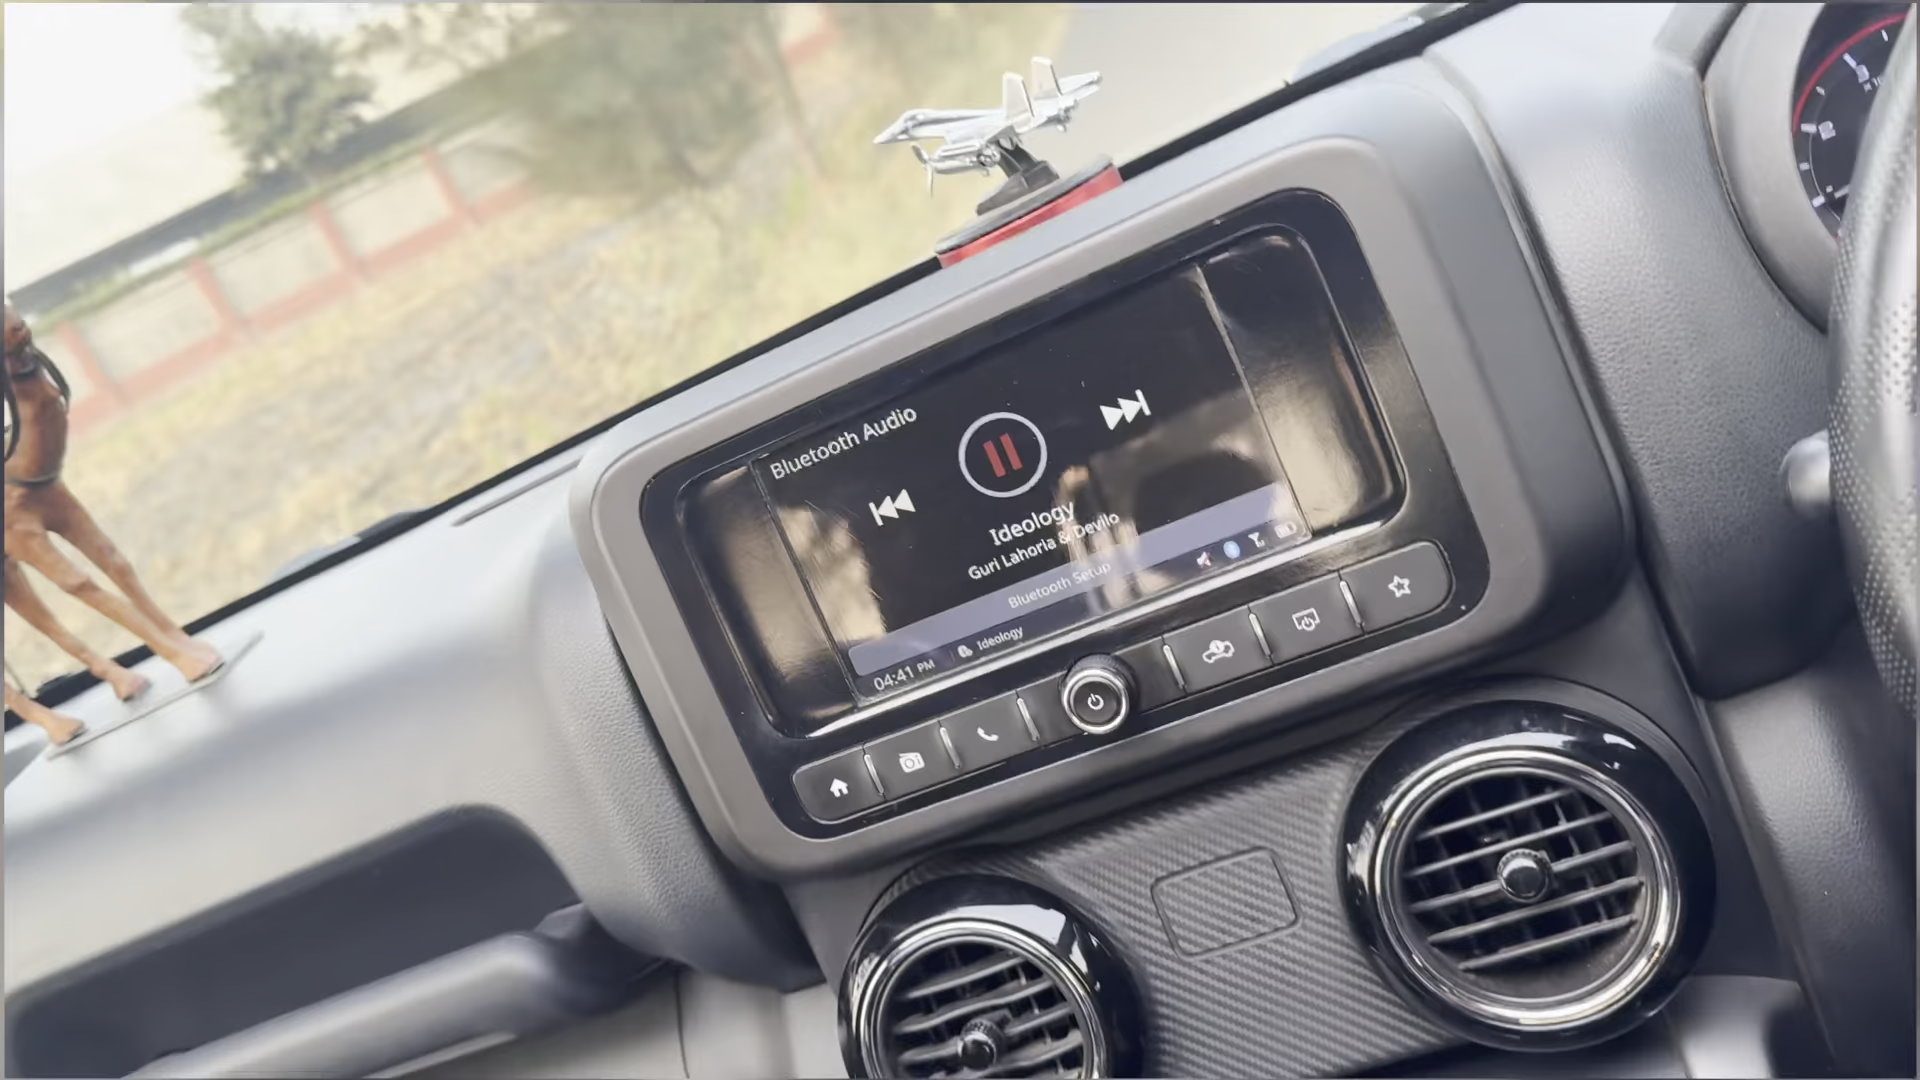 Bluetooth Audio
Ideology
Guri Lahoria & Devilo
Bluetooth Setup
04:41 PM Ideology